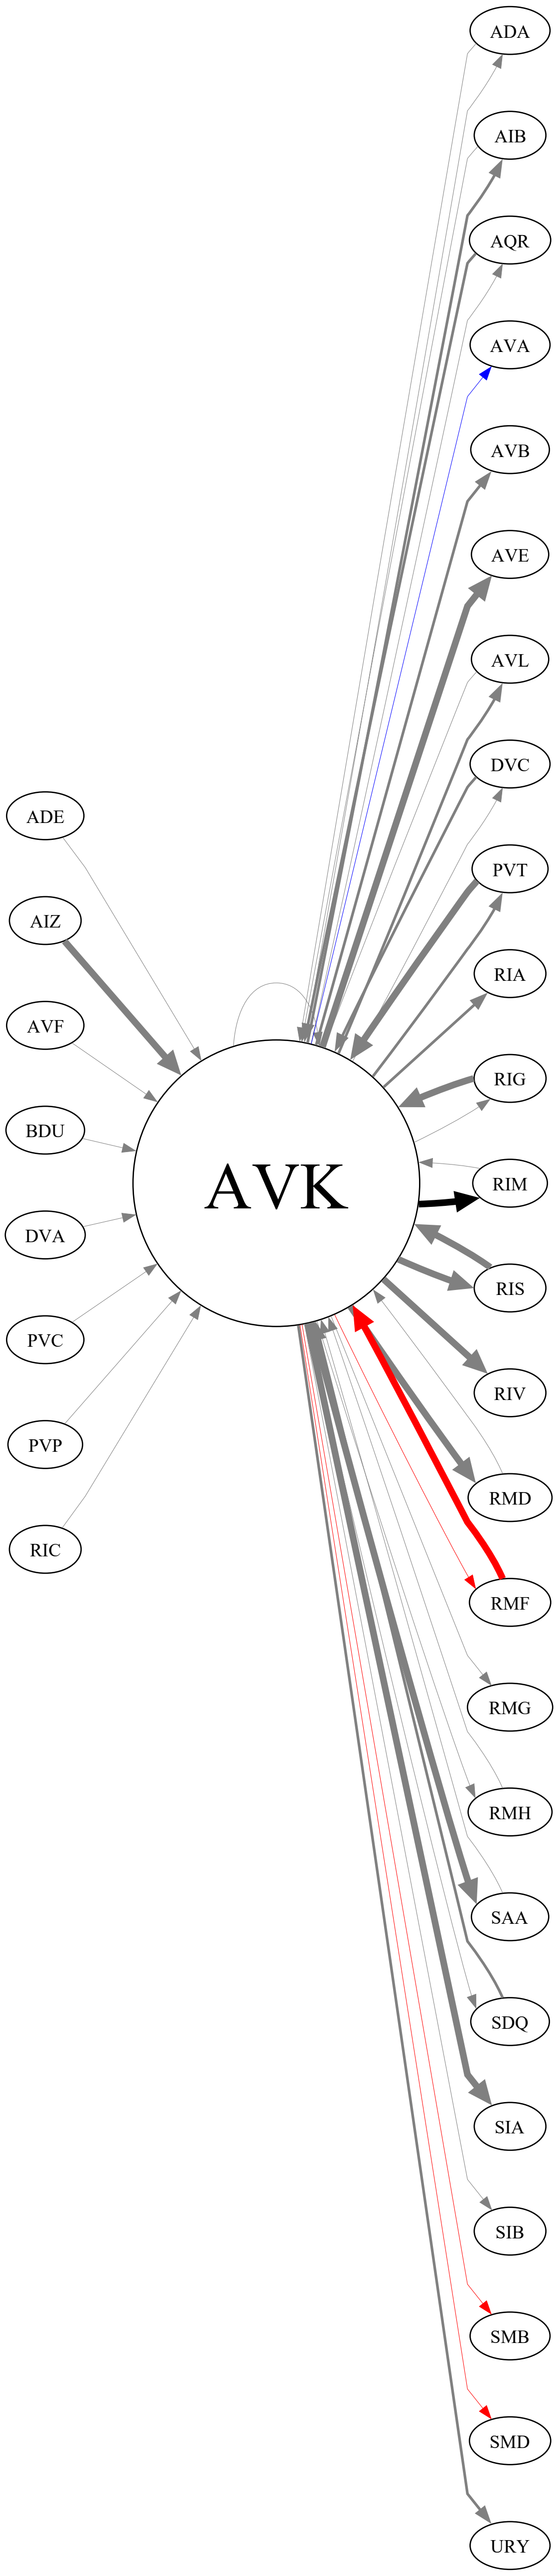 ADA
AIB
AQR
AVA
AVB
AVE
AVL
DVC
ADE
PVT
AIZ
RIA
AVF
RIG
BDU
AVK
RIM
DVA
RIS
PVC
RIV
PVP
RMD
RIC
RMF
RMG
RMH
SAA
SDQ
SIA
SIB
SMB
SMD
URY